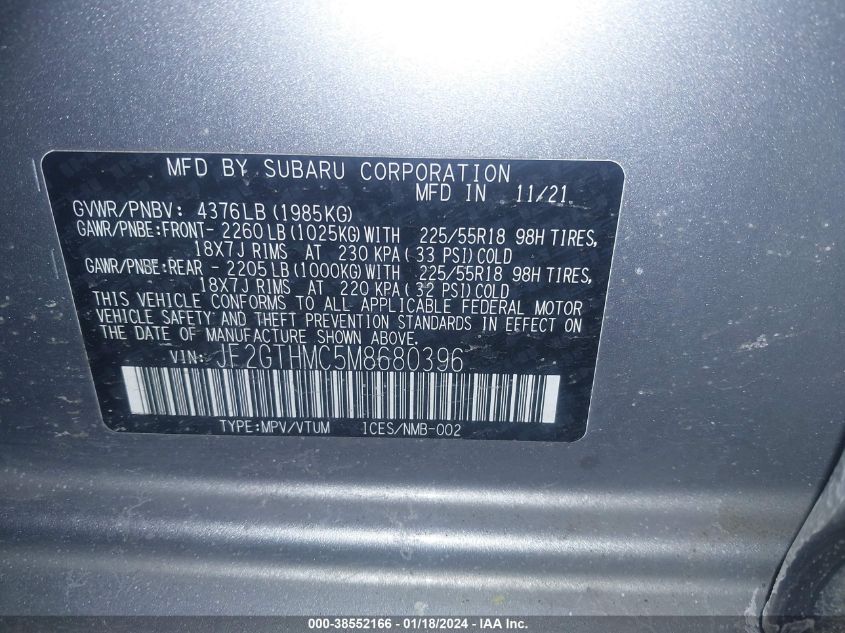 MFD BY SUBARU CORPORATION
MFD IN 11/21
GVWR/PNBV: 4376LB (1985KG)
GAWR/PNBE:FRONT- 2260LB(1025KG)WITH 225/55R18 98H TIRES,
18X7J RIMS AT 230 KPA( 33 PSI)COLD
GAWR/PNBE:REAR - 2205LB(1000KG)WITH 225/55R18 98H TIRES,
18X7J RIMS AT 220 KPA( 32 PSI)COLD
THIS VEHICLE CONFORMS TO ALL APPLICABLE FEDERAL MOTOR
VEHICLE SAFETY AND THEFT PREVENTION STANDARDS IN EFFECT ON
THE DATE OF MANUFACTURE SHOWN ABOVE.
VIN: JF2GTHMC5M8680396
TYPE:MPV/VTUM ICES/NMB-002
000-38552166 - 01/18/2024 - IAA Inc.